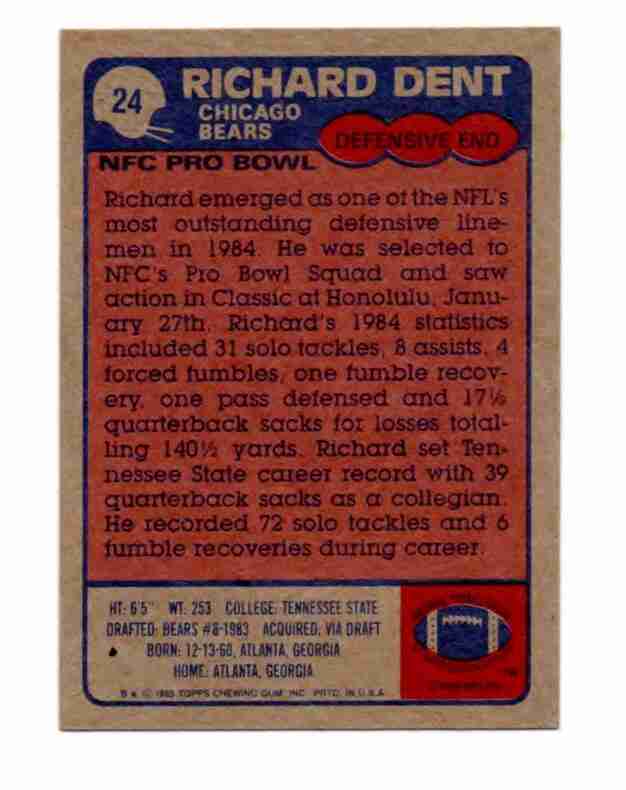 24
RICHARD DENT
CHICAGO
BEARS
DEFENSIVE END
NFC PRO BOWL
Richard emerged as one of the NFL's
most outstanding defensive line-
men in 1984. He was selected to
NFC's Pro Bowl Squad and saw
action in Classic at Honolulu, Janu-
ary 27th. Richard's 1984 statistics
included 31 solo tackles, 8 assists, 4
forced fumbles, one fumble recov-
ery, one pass defensed and 17½
quarterback sacks for losses total-
ling 140½ yards. Richard set Ten-
nessee State career record with 39
quarterback sacks as a collegian.
He recorded 72 solo tackles and 6
fumble recoveries during career.
HT: 6'5" WT: 253 COLLEGE: TENNESSEE STATE
DRAFTED: BEARS #8-1983 ACQUIRED: VIA DRAFT
BORN: 12-13-60, ATLANTA, GEORGIA
HOME: ATLANTA, GEORGIA
© 1985 TOPPS CHEWING GUM, INC. PRTD. IN U.S.A.